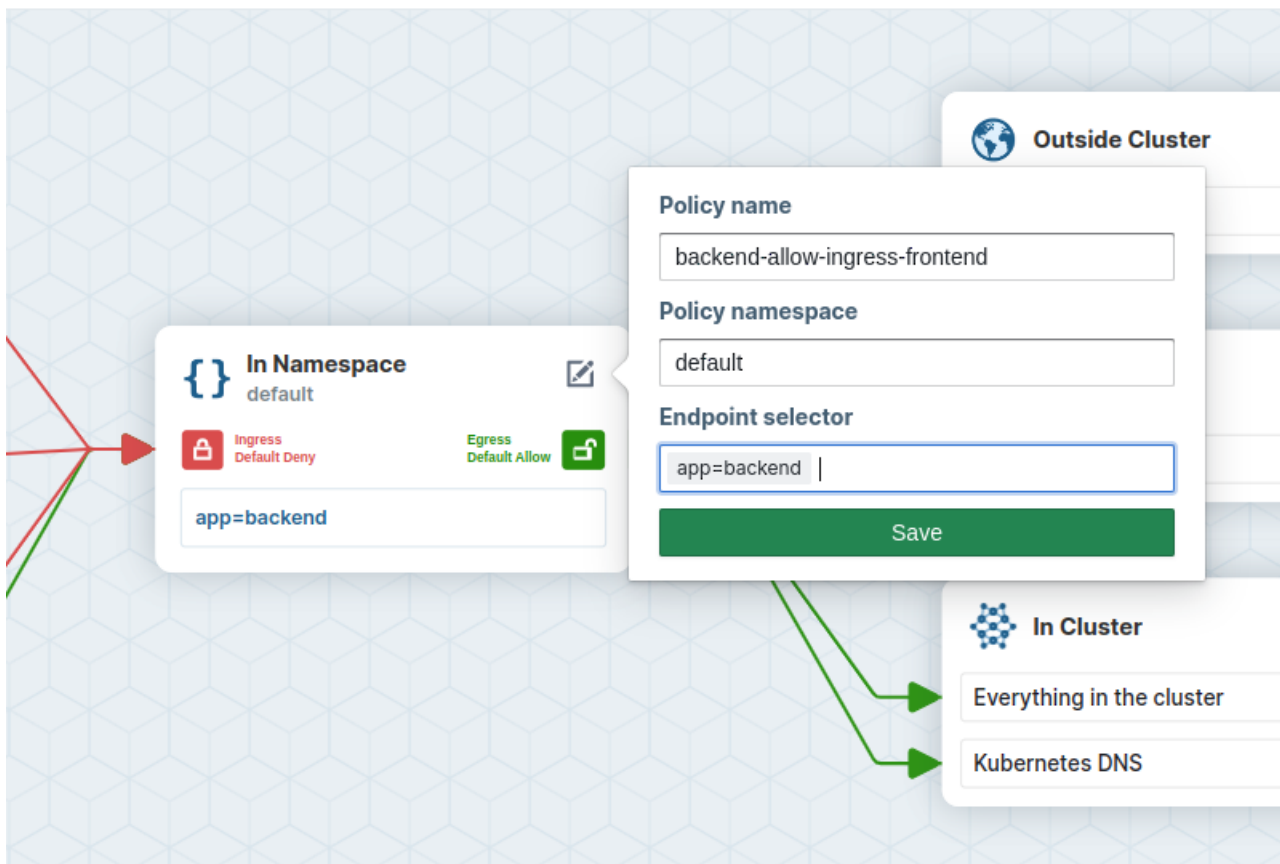 Outside Cluster
Policy name
backend-allow-ingress-frontend
Policy namespace
default
Endpoint selector
app=backend
Save
In Namespace
default
Ingress
Default Deny
Egress
Default Allow
app=backend
In Cluster
Everything in the cluster
Kubernetes DNS